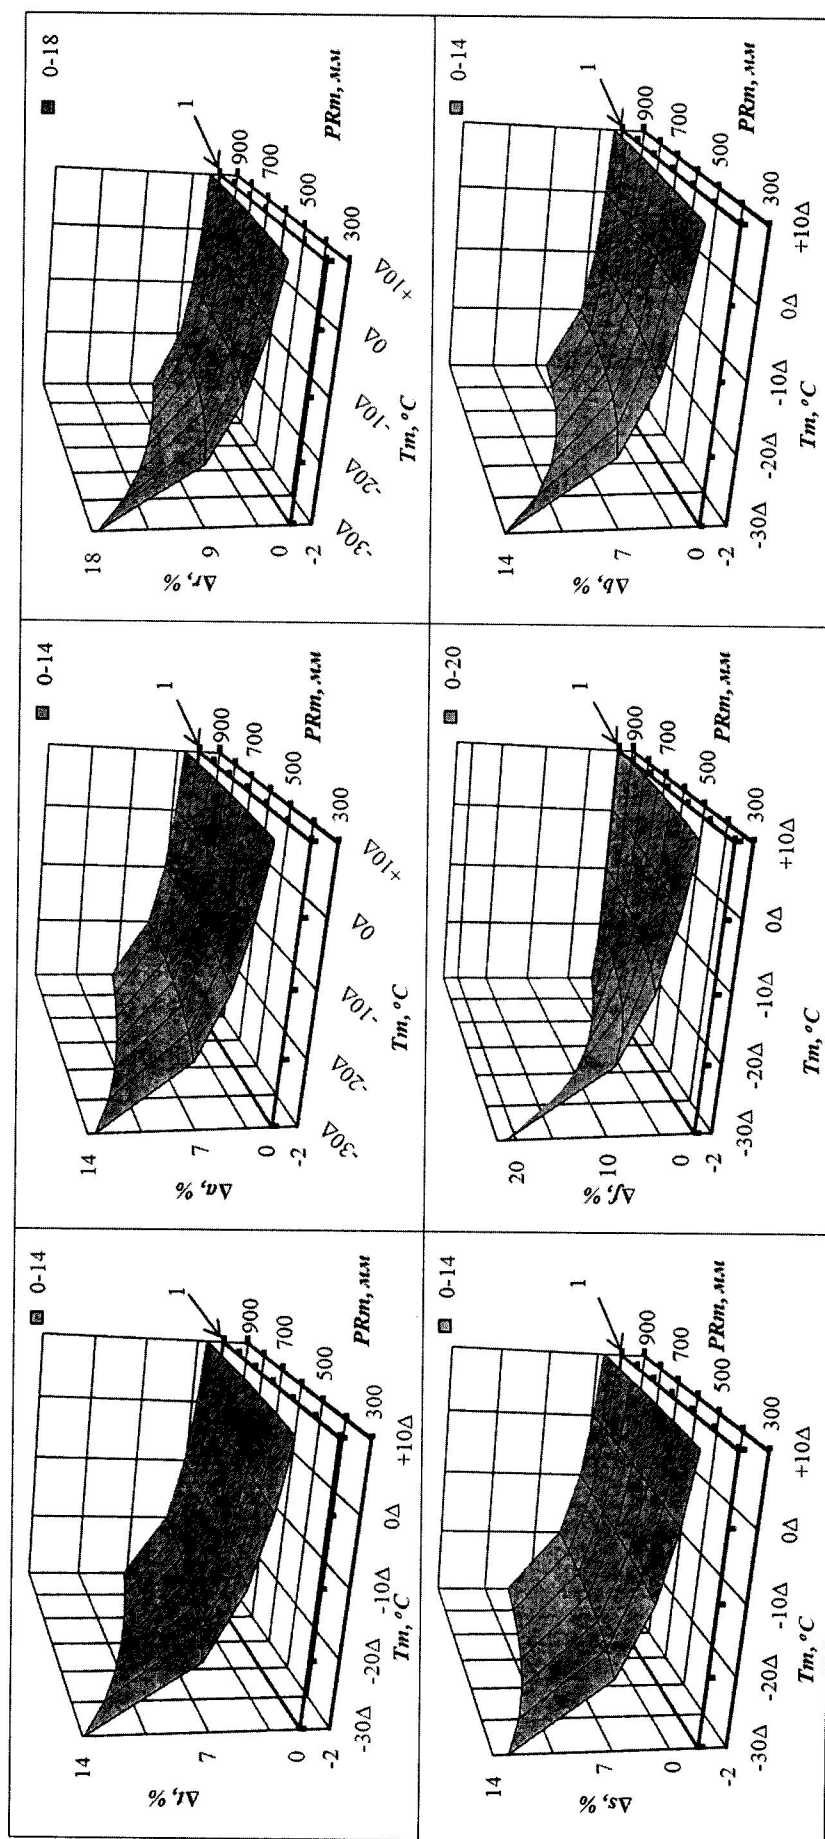 0-14
14
7
0
-2
Δt, %
-30Δ
-20Δ
-10Δ
0Δ
+10Δ
Tm, °C
300
500
700
900
PRm, мм
1
0-14
14
7
0
-2
Δa, %
-30Δ
-20Δ
-10Δ
0Δ
+10Δ
Tm, °C
300
500
700
900
PRm, мм
1
0-18
18
9
0
-2
Δr, %
-30Δ
-20Δ
-10Δ
0Δ
+10Δ
Tm, °C
300
500
700
900
PRm, мм
1
0-14
14
7
0
-2
Δs, %
-30Δ
-20Δ
-10Δ
0Δ
+10Δ
Tm, °C
300
500
700
900
PRm, мм
1
0-20
20
10
0
-2
Δf, %
-30Δ
-20Δ
-10Δ
0Δ
+10Δ
Tm, °C
300
500
700
900
PRm, мм
1
0-14
14
7
0
-2
Δb, %
-30Δ
-20Δ
-10Δ
0Δ
+10Δ
Tm, °C
300
500
700
900
PRm, мм
1